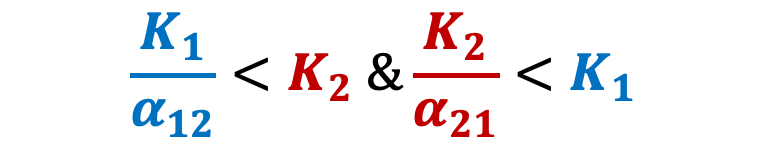 K₁/α₁₂ < K₂ & K₂/α₂₁ < K₁